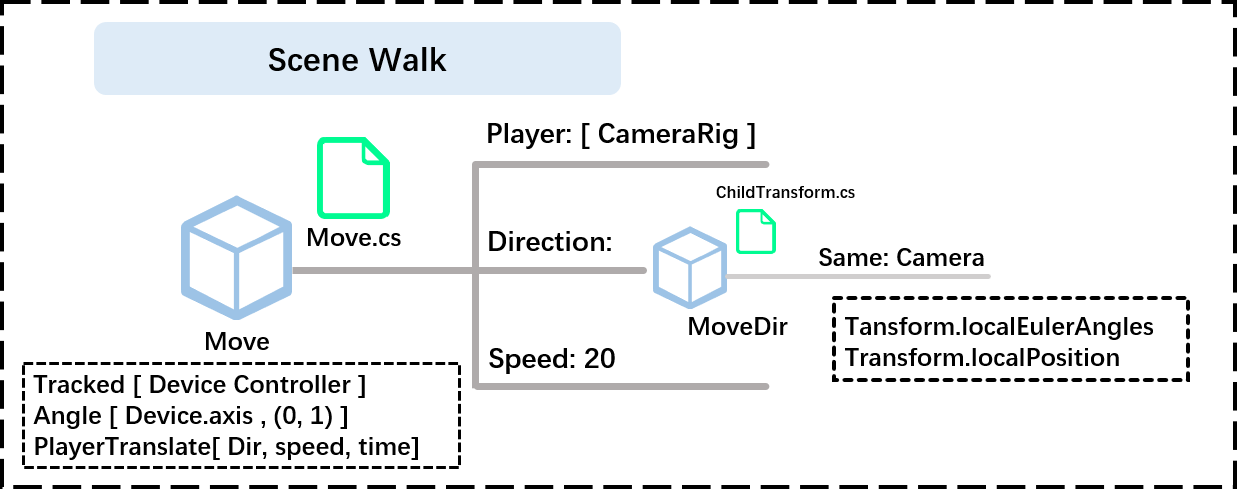 Scene Walk
Player: [ CameraRig ]
ChildTransform.cs
Move.cs
Direction:
Same: Camera
MoveDir
Move
Speed: 20
Tansform.localEulerAngles
Transform.localPosition
Tracked [ Device Controller ]
Angle [ Device.axis , (0, 1) ]
PlayerTranslate[ Dir, speed, time]